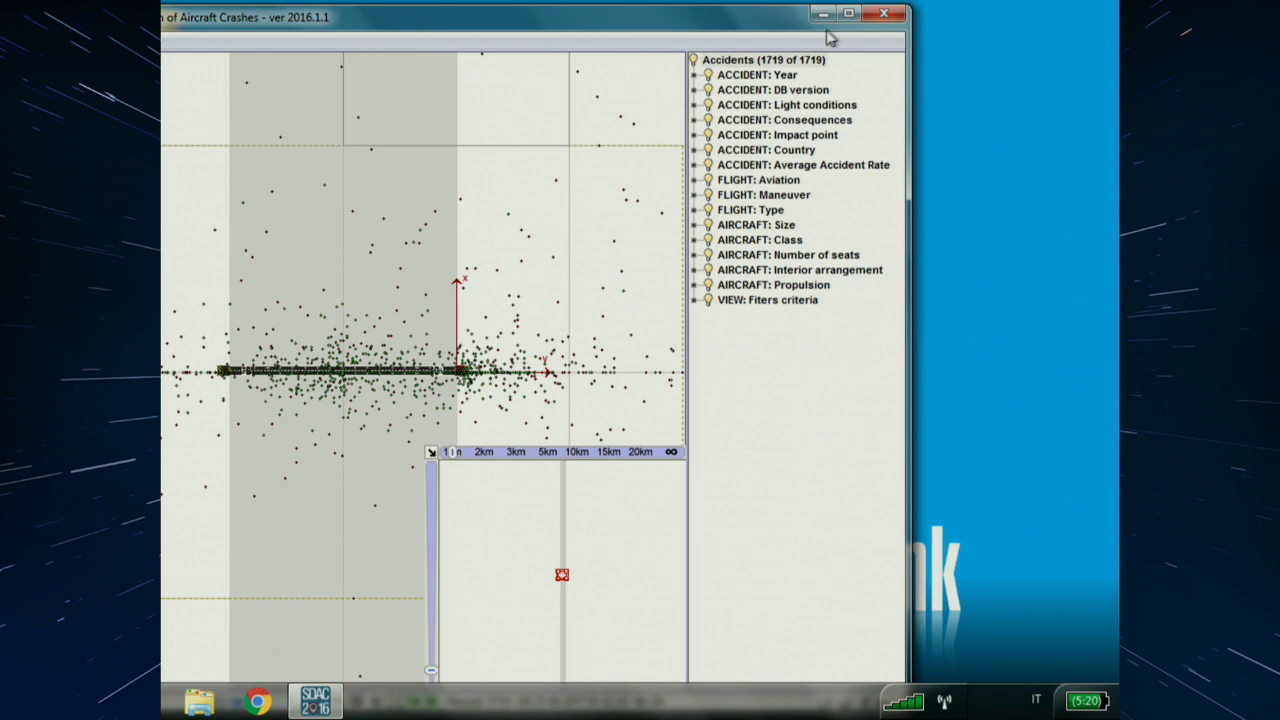 n of Aircraft Crashes - ver 2016.1.1
Accidents (1719 of 1719)
ACCIDENT: Year
ACCIDENT: DB version
ACCIDENT: Light conditions
ACCIDENT: Consequences
ACCIDENT: Impact point
ACCIDENT: Country
ACCIDENT: Average Accident Rate
FLIGHT: Aviation
FLIGHT: Maneuver
FLIGHT: Type
AIRCRAFT: Size
AIRCRAFT: Class
AIRCRAFT: Number of seats
AIRCRAFT: Interior arrangement
AIRCRAFT: Propulsion
VIEW: Fiters criteria
x
Y
2km 3km 5km 10km 15km 20km ∞
nk
SDAC
2016
IT
(5:20)